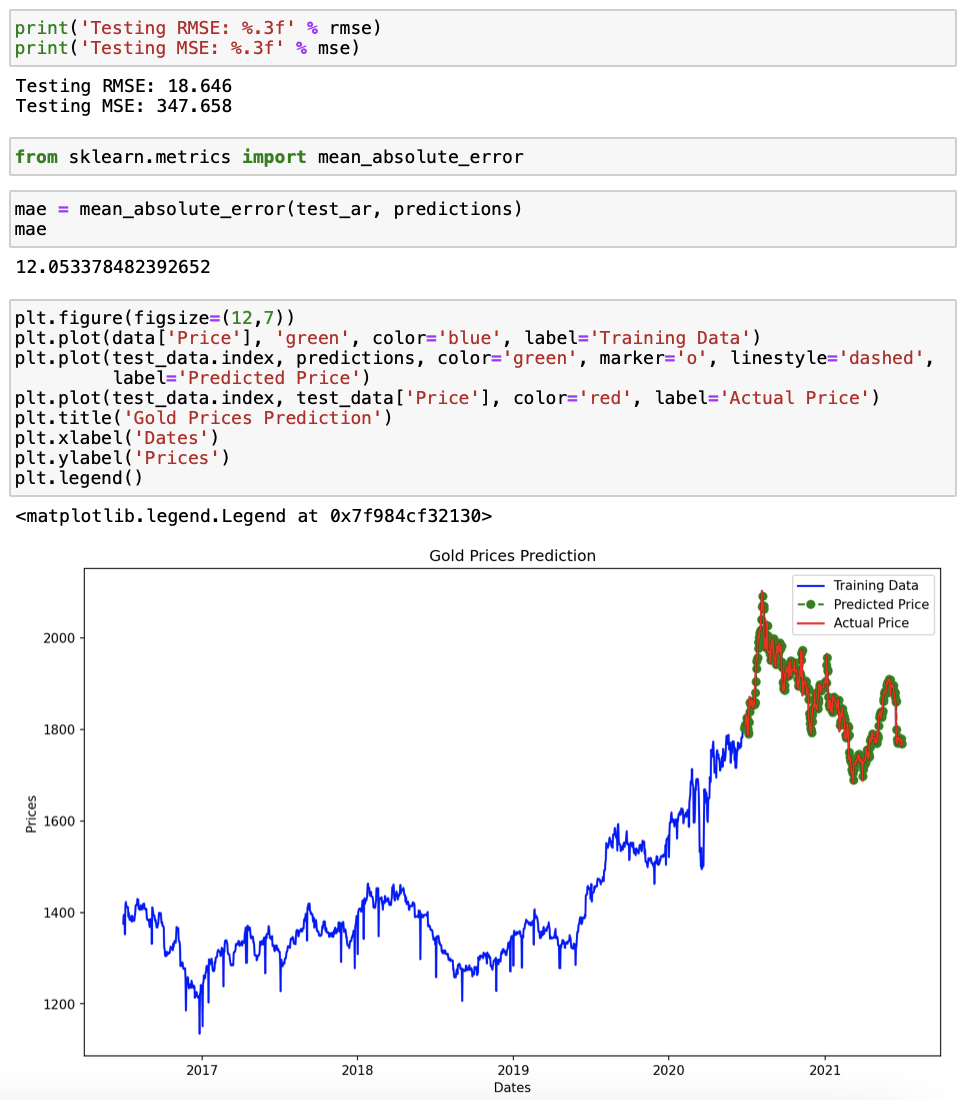 print('Testing RMSE: %.3f' % rmse)
print('Testing MSE: %.3f' % mse)
Testing RMSE: 18.646
Testing MSE: 347.658
from sklearn.metrics import mean_absolute_error
mae = mean_absolute_error(test_ar, predictions)
mae
12.053378482392652
plt.figure(figsize=(12,7))
plt.plot(data['Price'], 'green', color='blue', label='Training Data')
plt.plot(test_data.index, predictions, color='green', marker='o', linestyle='dashed',
         label='Predicted Price')
plt.plot(test_data.index, test_data['Price'], color='red', label='Actual Price')
plt.title('Gold Prices Prediction')
plt.xlabel('Dates')
plt.ylabel('Prices')
plt.legend()
<matplotlib.legend.Legend at 0x7f984cf32130>
Gold Prices Prediction
Training Data
Predicted Price
Actual Price
2000
1800
1600
1400
1200
Prices
2017 2018 2019 2020 2021
Dates